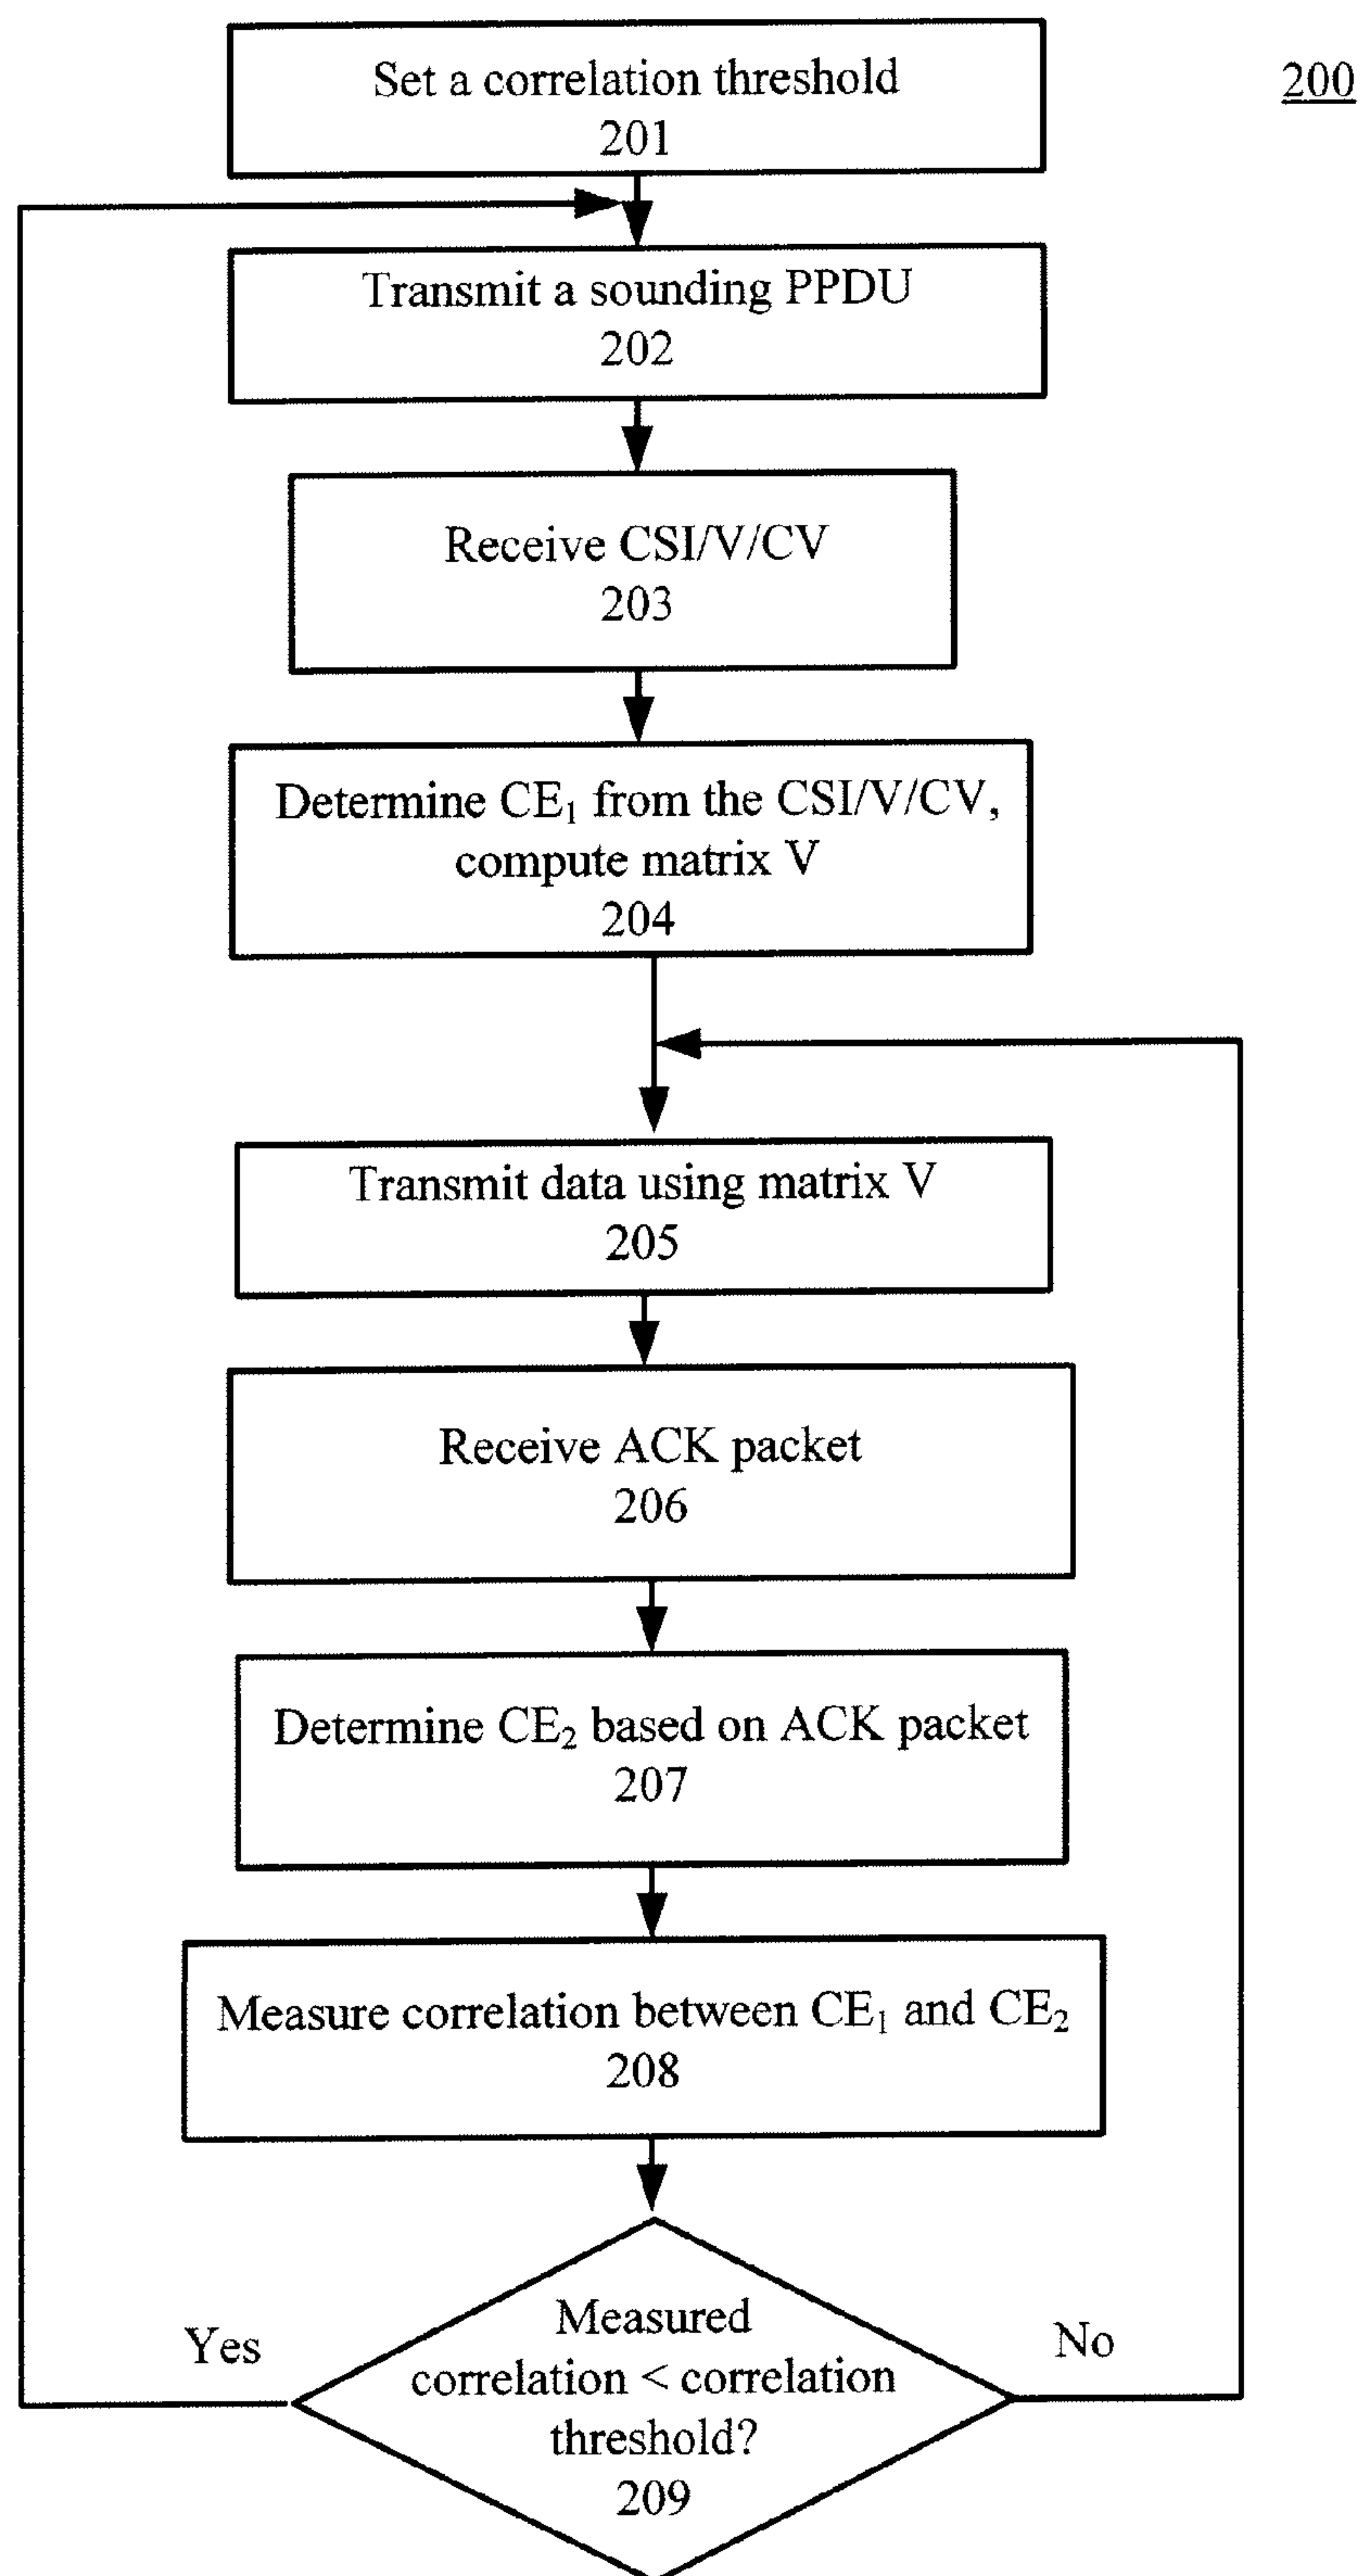 200
Set a correlation threshold
201
Transmit a sounding PPDU
202
Receive CSI/V/CV
203
Determine CE₁ from the CSI/V/CV,
compute matrix V
204
Transmit data using matrix V
205
Receive ACK packet
206
Determine CE₂ based on ACK packet
207
Measure correlation between CE₁ and CE₂
208
Measured
correlation < correlation
threshold?
209
Yes
No